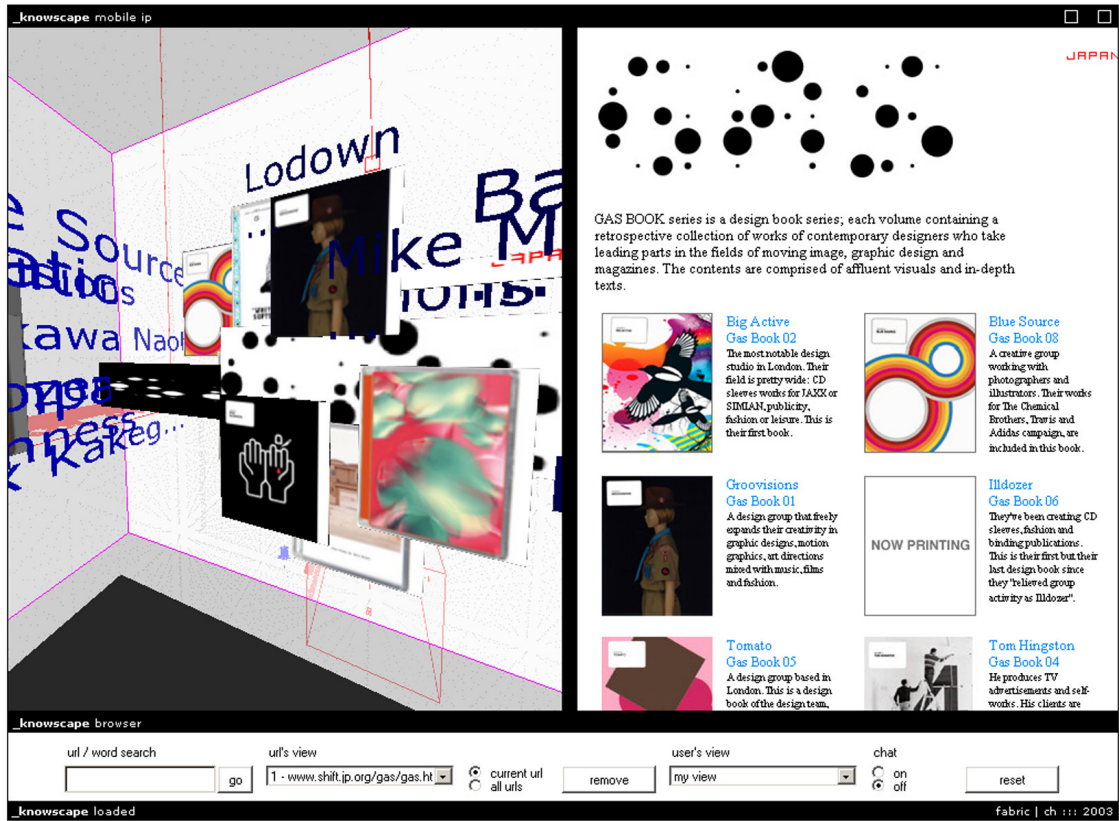 _knowscape mobile ip
Lodown
Source
Mike M
Ba
JAPAN
kawa Naoh
Kakeg...
GAS
JAPAN
GAS BOOK series is a design book series; each volume containing a
retrospective collection of works of contemporary designers who take
leading parts in the fields of moving image, graphic design and
magazines. The contents are comprised of affluent visuals and in-depth
texts.
Big Active
Gas Book 02
The most notable design
studio in London. Their
field is pretty wide: CD
sleeves works for JAXX or
SIMIAN, publicity,
fashion or leisure. This is
their first book.
Blue Source
Gas Book 08
A creative group
working with
photographers and
illustrators. Their works
for The Chemical
Brothers, Travis and
Adidas campaign, are
included in this book.
Groovisions
Gas Book 01
A design group that freely
expands their creativity in
graphic designs, motion
graphics, art directions
mixed with music, films
and fashion.
NOW PRINTING
Illdozer
Gas Book 06
They've been creating CD
sleeves, fashion and
binding publications.
This is their first but their
last design book since
they "relieved group
activity as Illdozer".
Tomato
Gas Book 05
A design group based in
London. This is a design
book of the design team,
Tom Hingston
Gas Book 04
He produces TV
advertisements and self-
works. His clients are
_knowscape browser
url / word search
go
url's view
1 - www.shift.jp.org/gas/gas.ht
current url
all urls
remove
user's view
my view
chat
on
off
reset
_knowscape loaded
fabric | ch ::: 2003